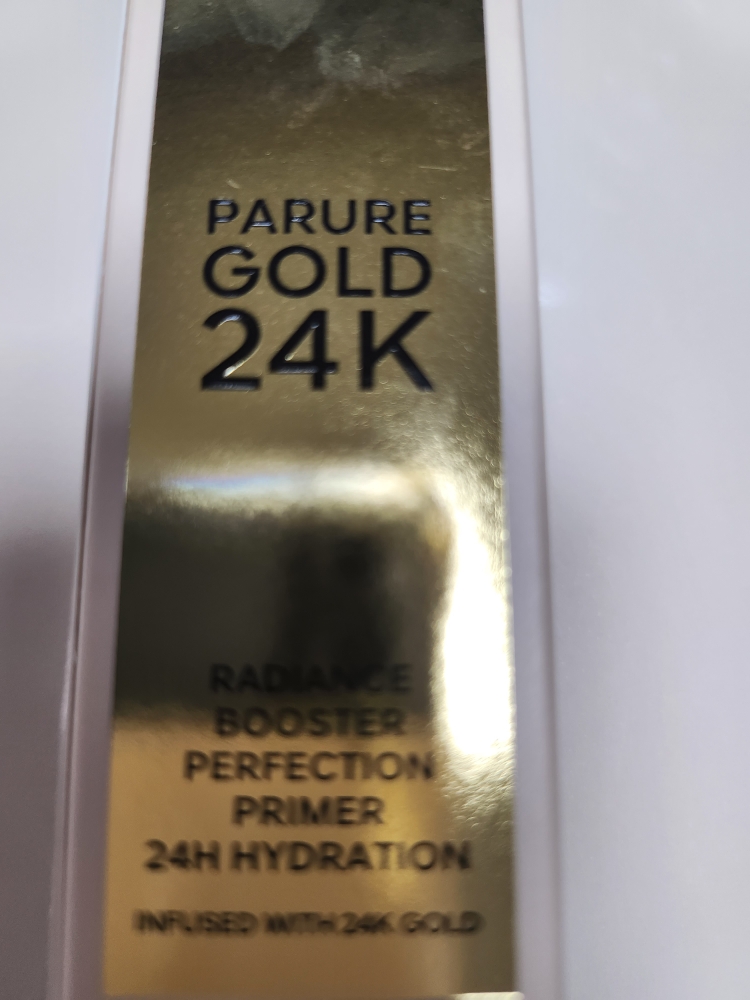 PARURE
GOLD
24K
RADIANCE
BOOSTER
PERFECTION
PRIMER
24H HYDRATION
INFUSED WITH 24K GOLD